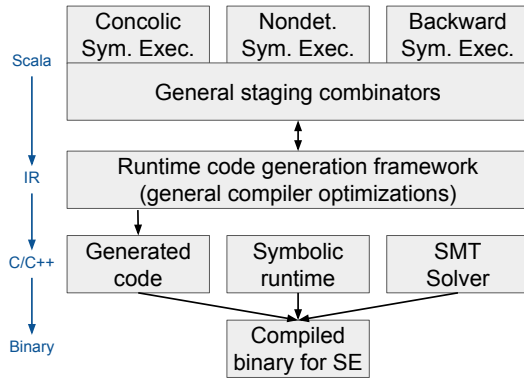 Concolic
Sym. Exec.
Nondet.
Sym. Exec.
Backward
Sym. Exec.
Scala
General staging combinators
Runtime code generation framework
(general compiler optimizations)
IR
Generated
code
Symbolic
runtime
SMT
Solver
C/C++
Compiled
binary for SE
Binary